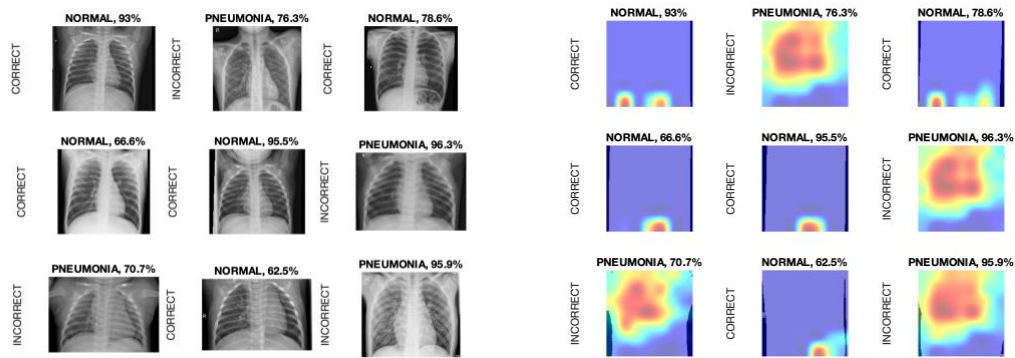 NORMAL, 93%
PNEUMONIA, 76.3%
NORMAL, 78.6%
CORRECT
INCORRECT
CORRECT
R
NORMAL, 66.6%
NORMAL, 95.5%
PNEUMONIA, 96.3%
CORRECT
CORRECT
INCORRECT
PNEUMONIA, 70.7%
NORMAL, 62.5%
PNEUMONIA, 95.9%
INCORRECT
CORRECT
INCORRECT
R
NORMAL, 93%
PNEUMONIA, 76.3%
NORMAL, 78.6%
CORRECT
INCORRECT
CORRECT
NORMAL, 66.6%
NORMAL, 95.5%
PNEUMONIA, 96.3%
CORRECT
CORRECT
INCORRECT
PNEUMONIA, 70.7%
NORMAL, 62.5%
PNEUMONIA, 95.9%
INCORRECT
CORRECT
INCORRECT